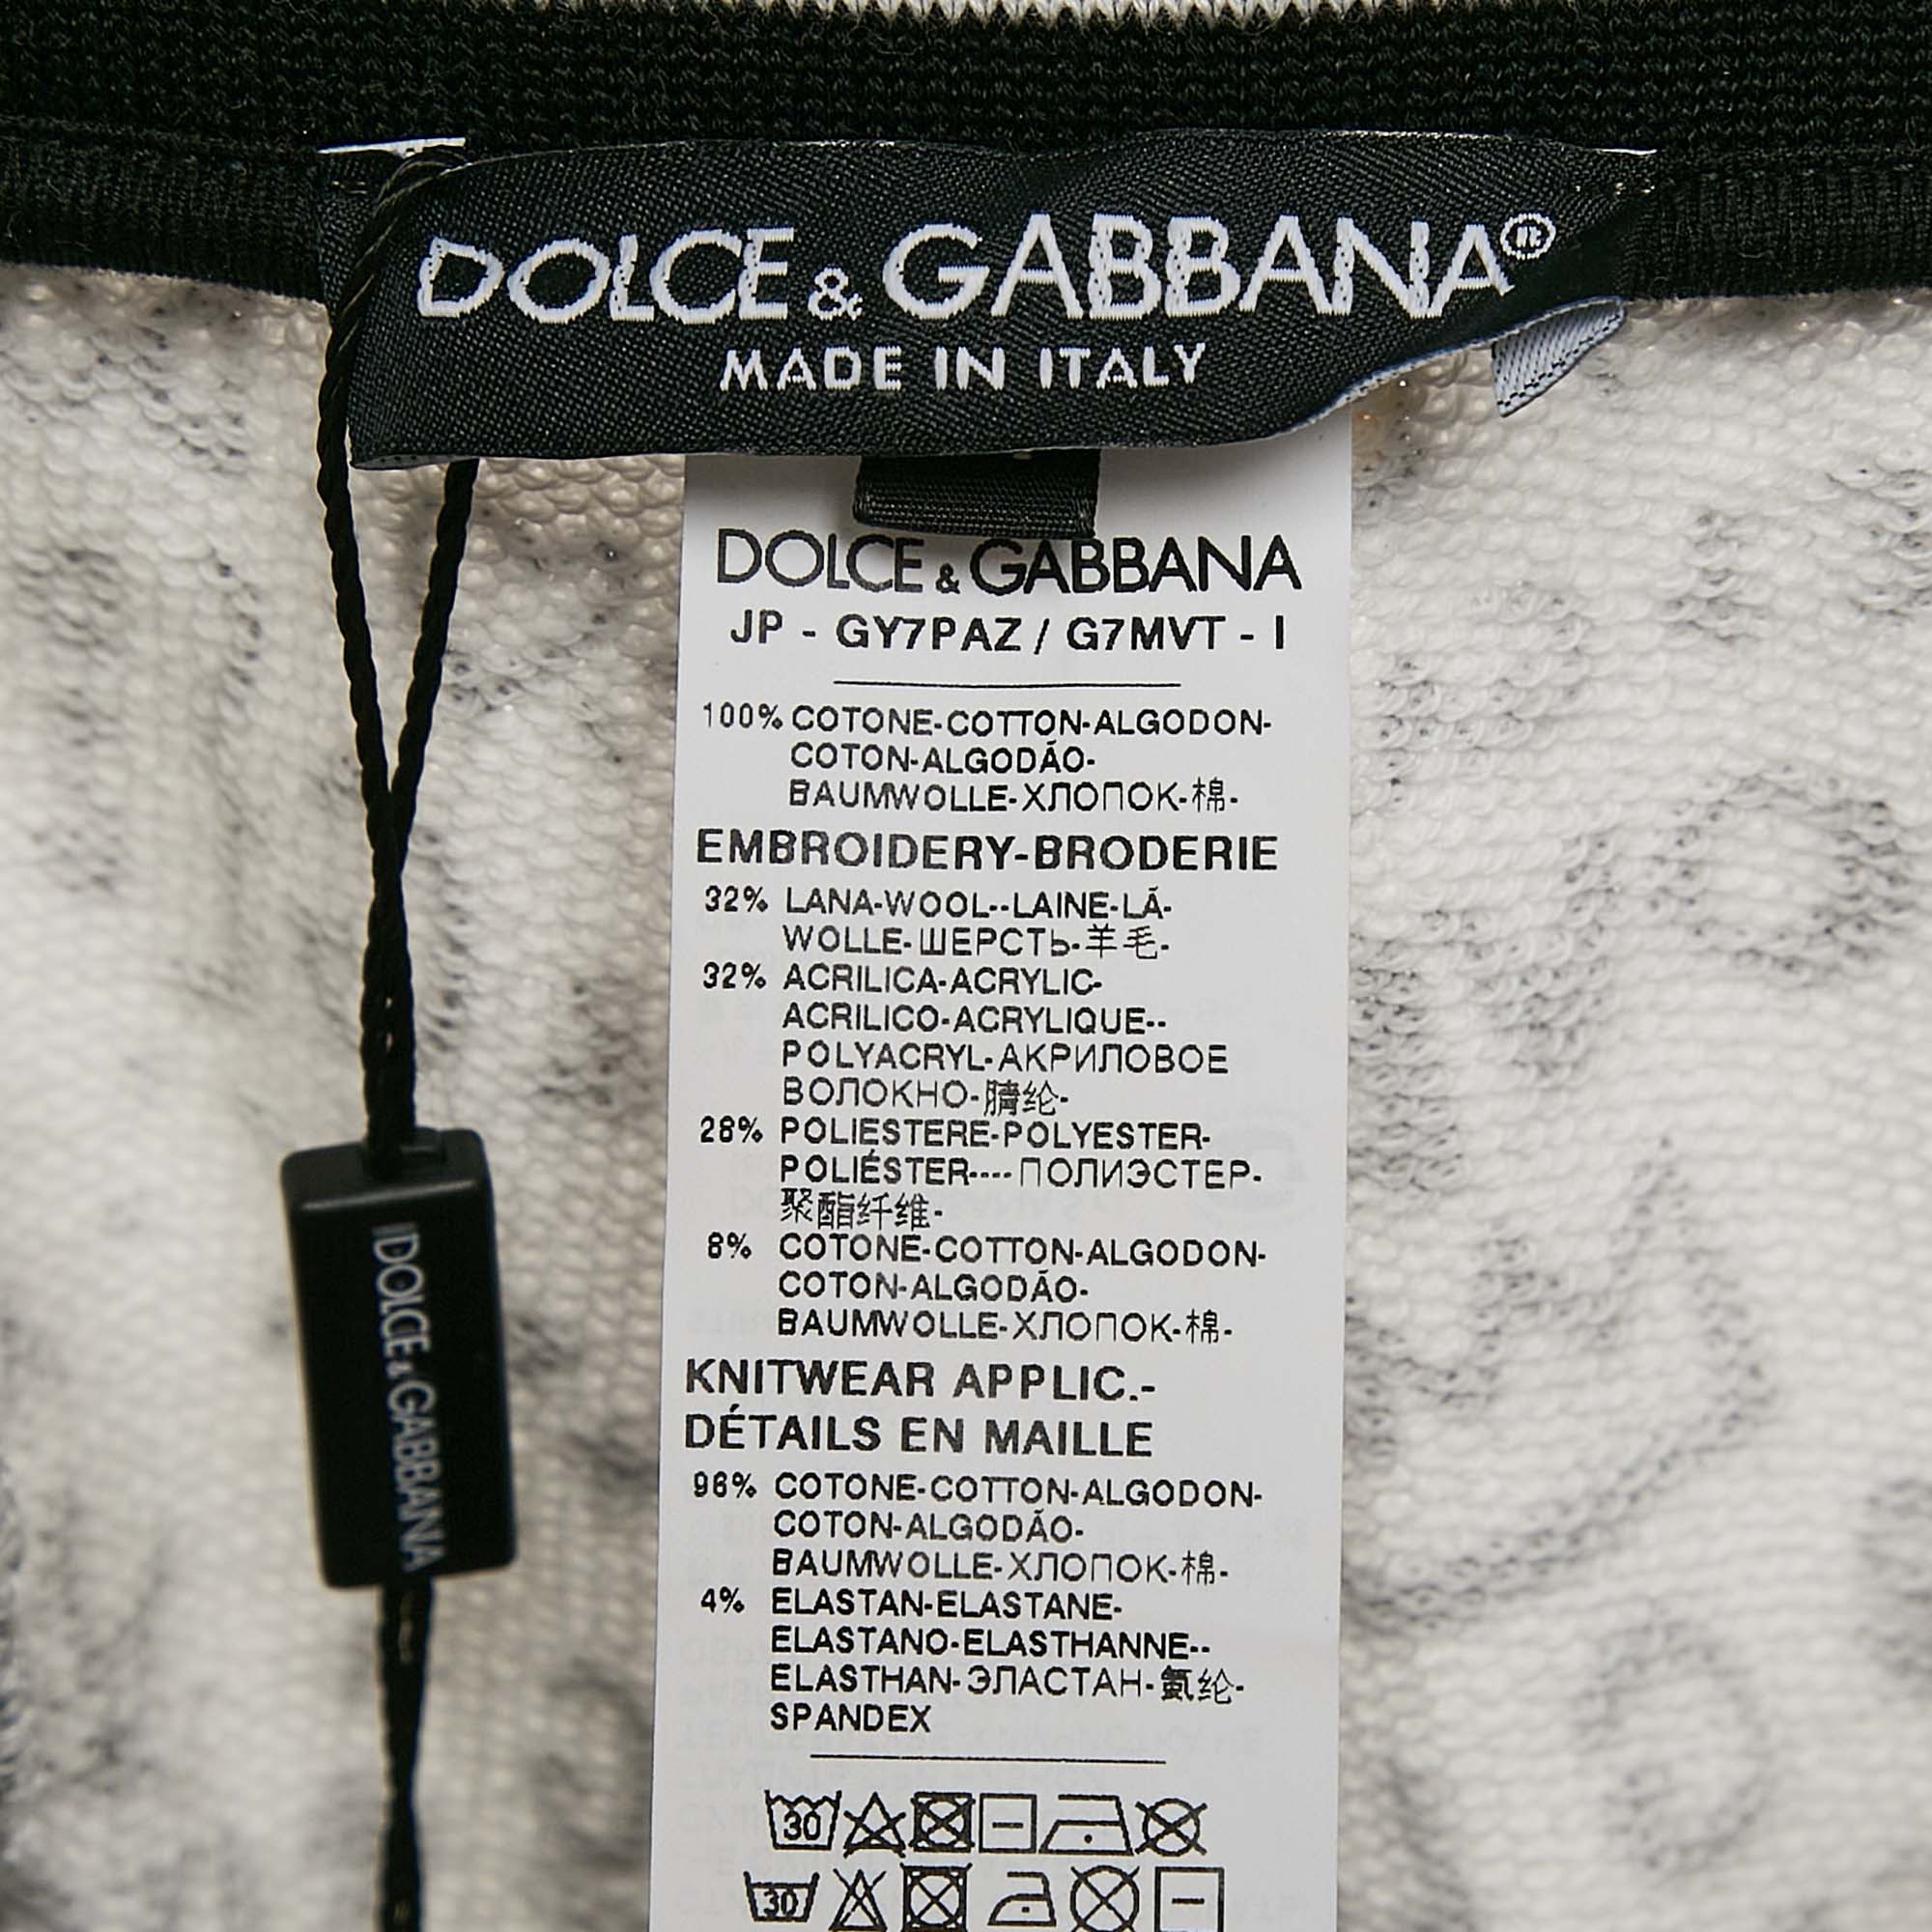 DOLCE & GABBANA®
MADE IN ITALY
DOLCE & GABBANA
JP - GY7PAZ / G7MVT - I
100% COTONE-COTTON-ALGODON-
COTON-ALGODÃO-
BAUMWOLLE-ХЛОПОК-棉-
EMBROIDERY-BRODERIE
32% LANA-WOOL--LAINE-LÃ-
WOLLE-ШЕРСТЬ-羊毛-
32% ACRILICA-ACRYLIC-
ACRILICO-ACRYLIQUE--
POLYACRYL-АКРИЛОВОЕ
ВОЛОКНО-腈纶-
28% POLIESTERE-POLYESTER-
POLIÉSTER----ПОЛИЭСТЕР-
聚酯纤维-
8% COTONE-COTTON-ALGODON-
COTON-ALGODÃO-
BAUMWOLLE-ХЛОПОК-棉-
KNITWEAR APPLIC.-
DÉTAILS EN MAILLE
96% COTONE-COTTON-ALGODON-
COTON-ALGODÃO-
BAUMWOLLE-ХЛОПОК-棉-
4% ELASTAN-ELASTANE-
ELASTANO-ELASTHANNE--
ELASTHAN-ЭЛАСТАН-氨纶-
SPANDEX
30
30
DOLCE & GABBANA